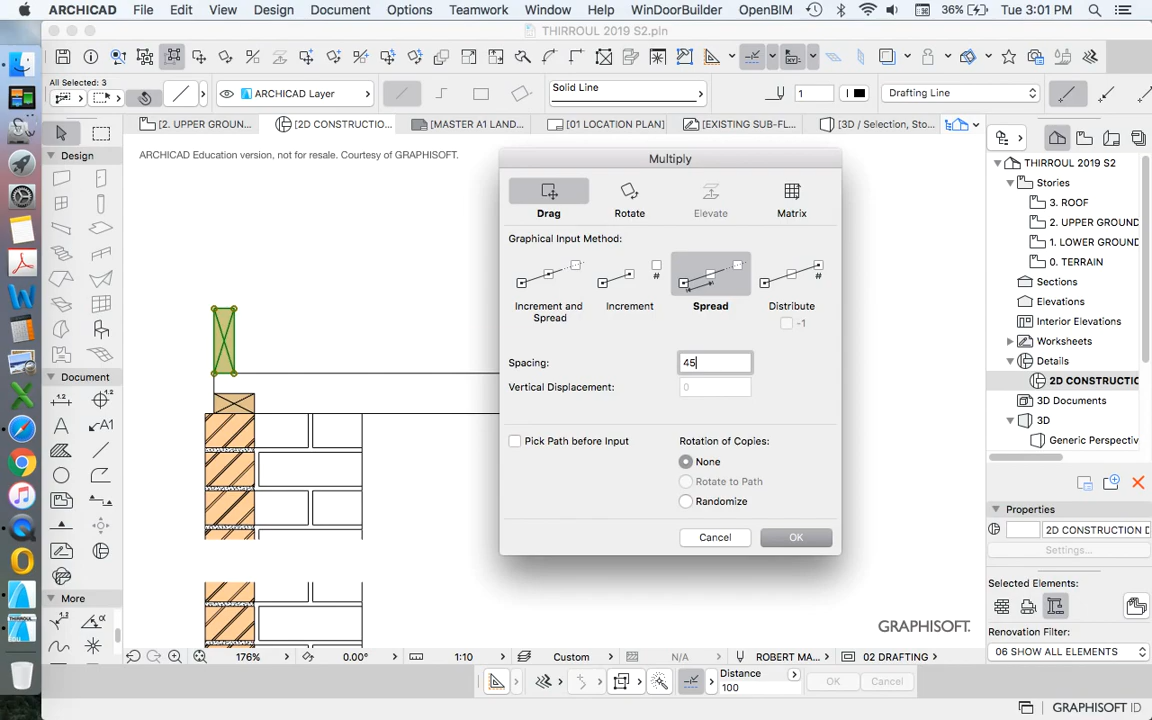 ARCHICAD File Edit View Design Document Options Teamwork Window Help WinDoorBuilder OpenBIM 36% Tue 3:01 PM
THIRROUL 2019 S2.pln
All Selected: 3
ARCHICAD Layer
Solid Line
1
Drafting Line
[2. UPPER GROUN...
[2D CONSTRUCTIO...
[MASTER A1 LAND...
[01 LOCATION PLAN]
[EXISTING SUB-FL...
[3D / Selection, Sto...
Design
Document
More
ARCHICAD Education version, not for resale. Courtesy of GRAPHISOFT.
Multiply
Drag
Rotate
Elevate
Matrix
Graphical Input Method:
Increment and
Spread
Increment
Spread
Distribute
#
#
-1
Spacing:
45
Vertical Displacement:
0
Pick Path before Input
Rotation of Copies:
None
Rotate to Path
Randomize
Cancel
OK
GRAPHISOFT.
THIRROUL 2019 S2
Stories
3. ROOF
2. UPPER GROUND
1. LOWER GROUND
0. TERRAIN
Sections
Elevations
Interior Elevations
Worksheets
Details
2D CONSTRUCTIO
3D Documents
3D
Generic Perspectiv
Properties
2D CONSTRUCTION D
Settings...
Selected Elements:
Renovation Filter:
06 SHOW ALL ELEMENTS
176%
0.00°
1:10
Custom
N/A
ROBERT MA...
02 DRAFTING
Distance
100
OK
Cancel
GRAPHISOFT ID